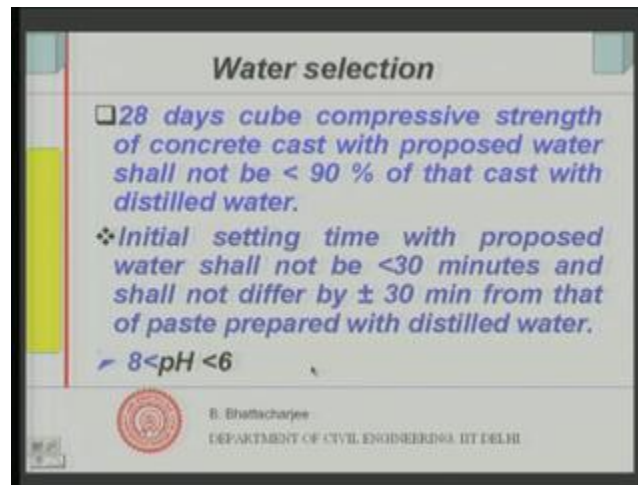 Water selection
28 days cube compressive strength
of concrete cast with proposed water
shall not be < 90 % of that cast with
distilled water.
Initial setting time with proposed
water shall not be <30 minutes and
shall not differ by ± 30 min from that
of paste prepared with distilled water.
8<pH <6
B. Bhattacharjee
DEPARTMENT OF CIVIL ENGINEERING, IIT DELHI